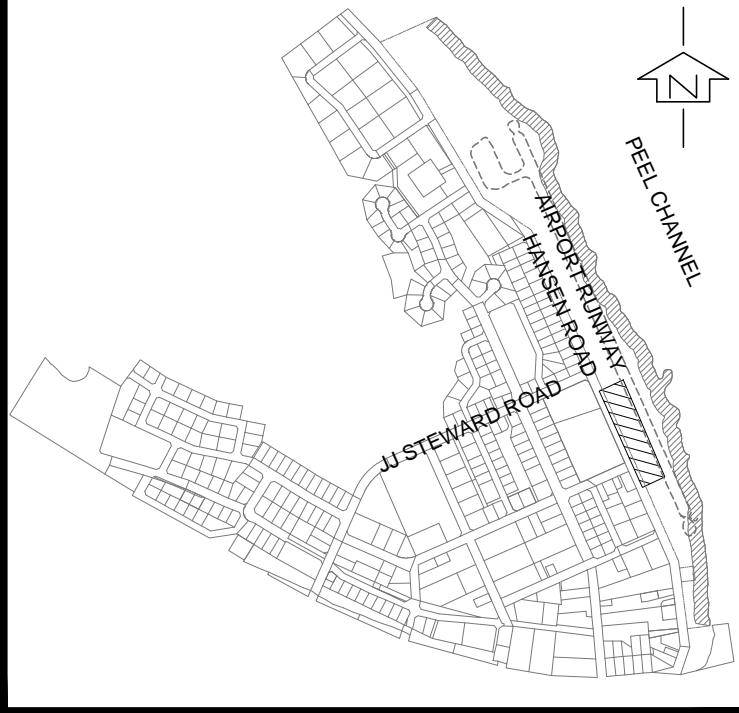 N
PEEL CHANNEL
AIRPORT RUNWAY
HANSEN ROAD
JJ STEWARD ROAD